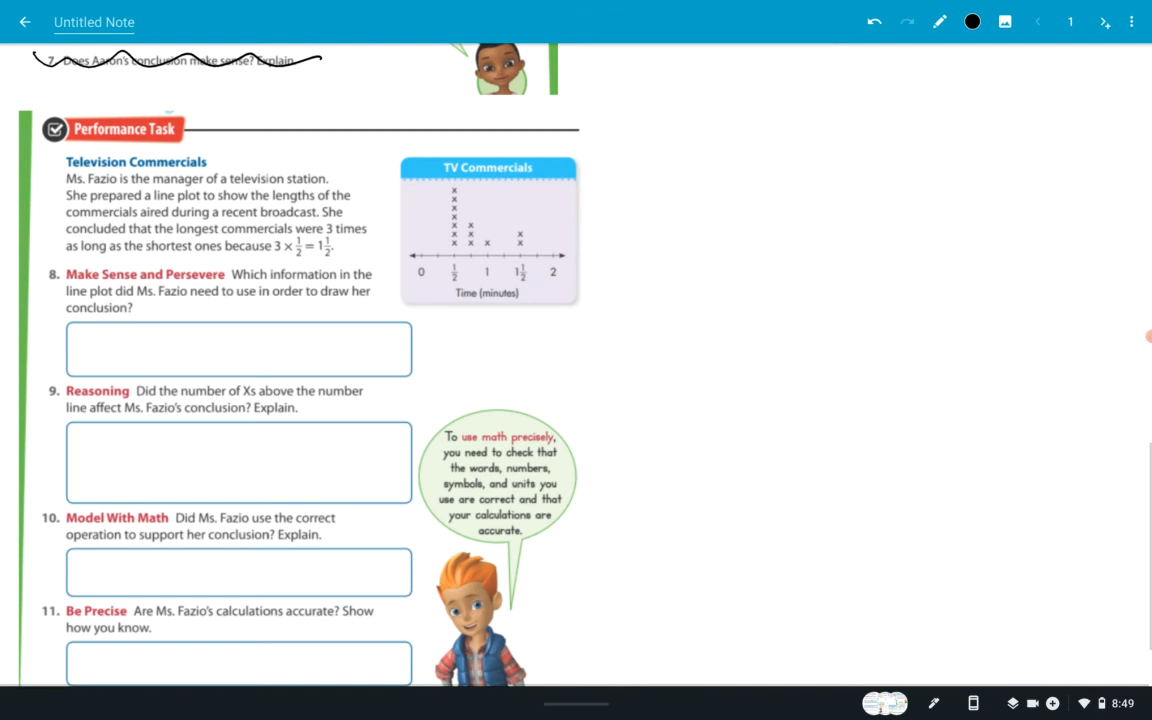 Untitled Note
1
7. Does Aaron's conclusion make sense? Explain.
Performance Task
Television Commercials
Ms. Fazio is the manager of a television station.
She prepared a line plot to show the lengths of the
commercials aired during a recent broadcast. She
concluded that the longest commercials were 3 times
as long as the shortest ones because 3 × 1/2 = 1 1/2.
TV Commercials
x
x
x
x
x x
x x x
x x x x
0 1/2 1 1 1/2 2
Time (minutes)
8. Make Sense and Persevere Which information in the
line plot did Ms. Fazio need to use in order to draw her
conclusion?
9. Reasoning Did the number of Xs above the number
line affect Ms. Fazio's conclusion? Explain.
To use math precisely,
you need to check that
the words, numbers,
symbols, and units you
use are correct and that
your calculations are
accurate.
10. Model With Math Did Ms. Fazio use the correct
operation to support her conclusion? Explain.
11. Be Precise Are Ms. Fazio's calculations accurate? Show
how you know.
8:49